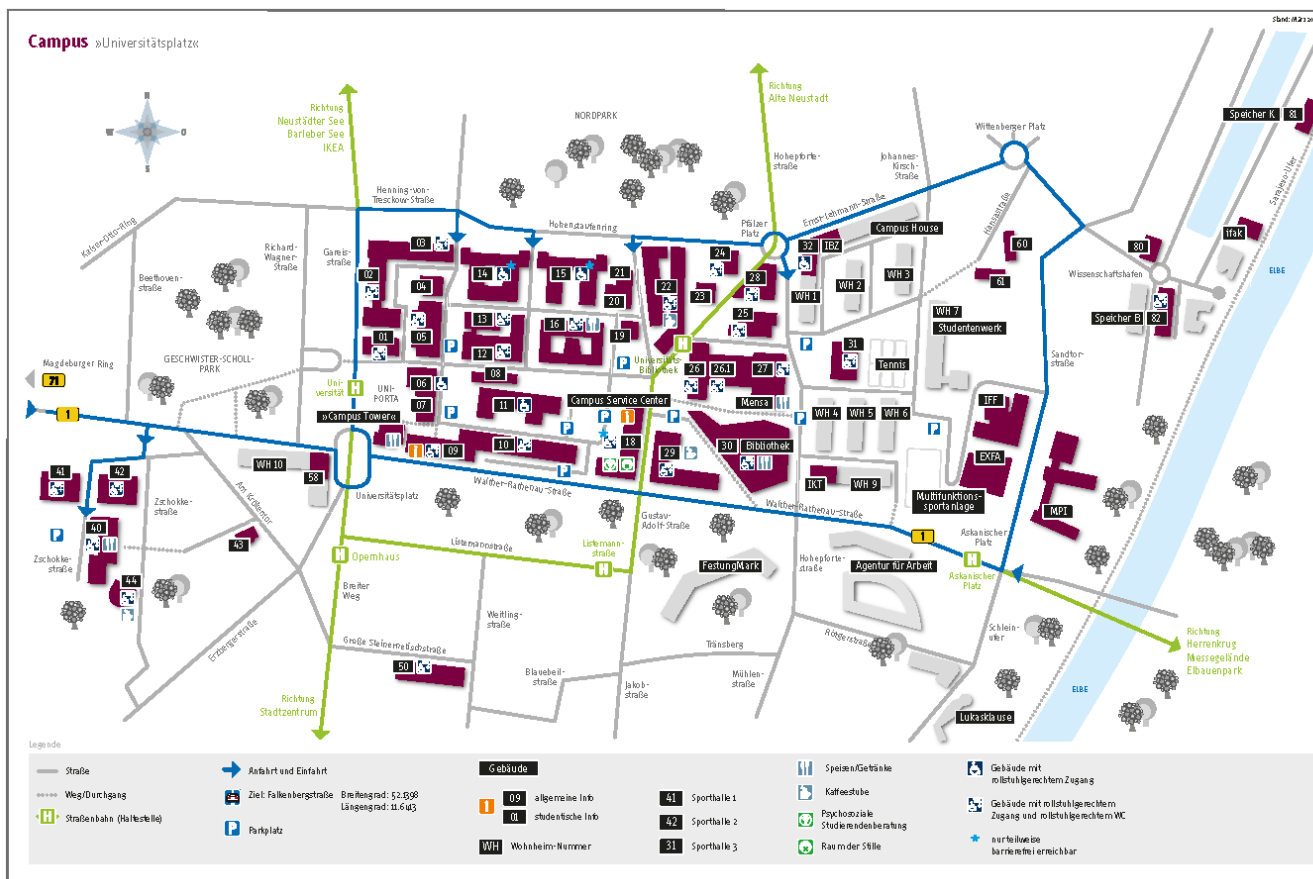 Campus »Universitätsplatz«
Richtung
Neustädter See
Barleber See
IKEA
NORDPARK
Richtung
Alte Neustadt
Hohepforte-
straße
Johannes-
Kirsch-
Straße
Wittenberger Platz
Speicher K 81
Sarajevo-Ufer
Henning-von-
Tresckow-Straße
Hohenstaufenring
Pfälzer
Platz
Ernst-Lehmann-Straße
Campus House
Hansastraße
Kaiser-Otto-Ring
Beethoven-
straße
Richard-
Wagner-
Straße
Gareis-
straße
03
02
04
14
15
21
20
22
24
23
28
32
IBZ
WH 1
WH 2
WH 3
60
61
80
ifak
ELBE
Wissenschaftshafen
Speicher B 82
01
05
13
12
16
19
25
WH 7
Studentenwerk
Sandtor-
straße
Magdeburger Ring
71
1
GESCHWISTER-SCHOLL-
PARK
Uni-
versität
UNI-
PORTA
06
07
08
11
Universitäts-
Bibliothek
26
26.1
27
Mensa
31
Tennis
Campus Service Center
»Campus Tower«
09
10
18
29
30 Bibliothek
WH 4
WH 5
WH 6
IFF
EXFA
IKT
WH 9
Multifunktions-
sportanlage
MPI
41
42
WH 10
58
Universitätsplatz
Walther-Rathenau-Straße
Walther-Rathenau-Straße
1
Zschokke-
straße
Am Krökentor
40
43
44
Zschokke-
straße
Opernhaus
Listemannstraße
Listemann-
straße
Gustav-
Adolf-Straße
FestungMark
Hohepforte-
straße
Agentur für Arbeit
Askanischer
Platz
Askanischer
Platz
Breiter
Weg
Weitling-
straße
Erzbergerstraße
Große Steinernetischstraße
50
Blauebeil-
straße
Jakob-
straße
Tränsberg
Mühlen-
straße
Rötgerstraße
Schlein-
ufer
Lukasklause
Richtung
Herrenkrug
Messegelände
Elbauenpark
ELBE
Richtung
Stadtzentrum
Legende
Straße
Weg/Durchgang
H Straßenbahn (Haltestelle)
Anfahrt und Einfahrt
Ziel: Falkenbergstraße Breitengrad: 52.1398
Längengrad: 11.6413
P Parkplatz
Gebäude
09 allgemeine Info
01 studentische Info
WH Wohnheim-Nummer
41 Sporthalle 1
42 Sporthalle 2
31 Sporthalle 3
Speisen/Getränke
Kaffeestube
Psychosoziale
Studierendenberatung
Raum der Stille
Gebäude mit
rollstuhlgerechtem Zugang
Gebäude mit rollstuhlgerechtem
Zugang und rollstuhlgerechtem WC
nur teilweise
barrierefrei erreichbar